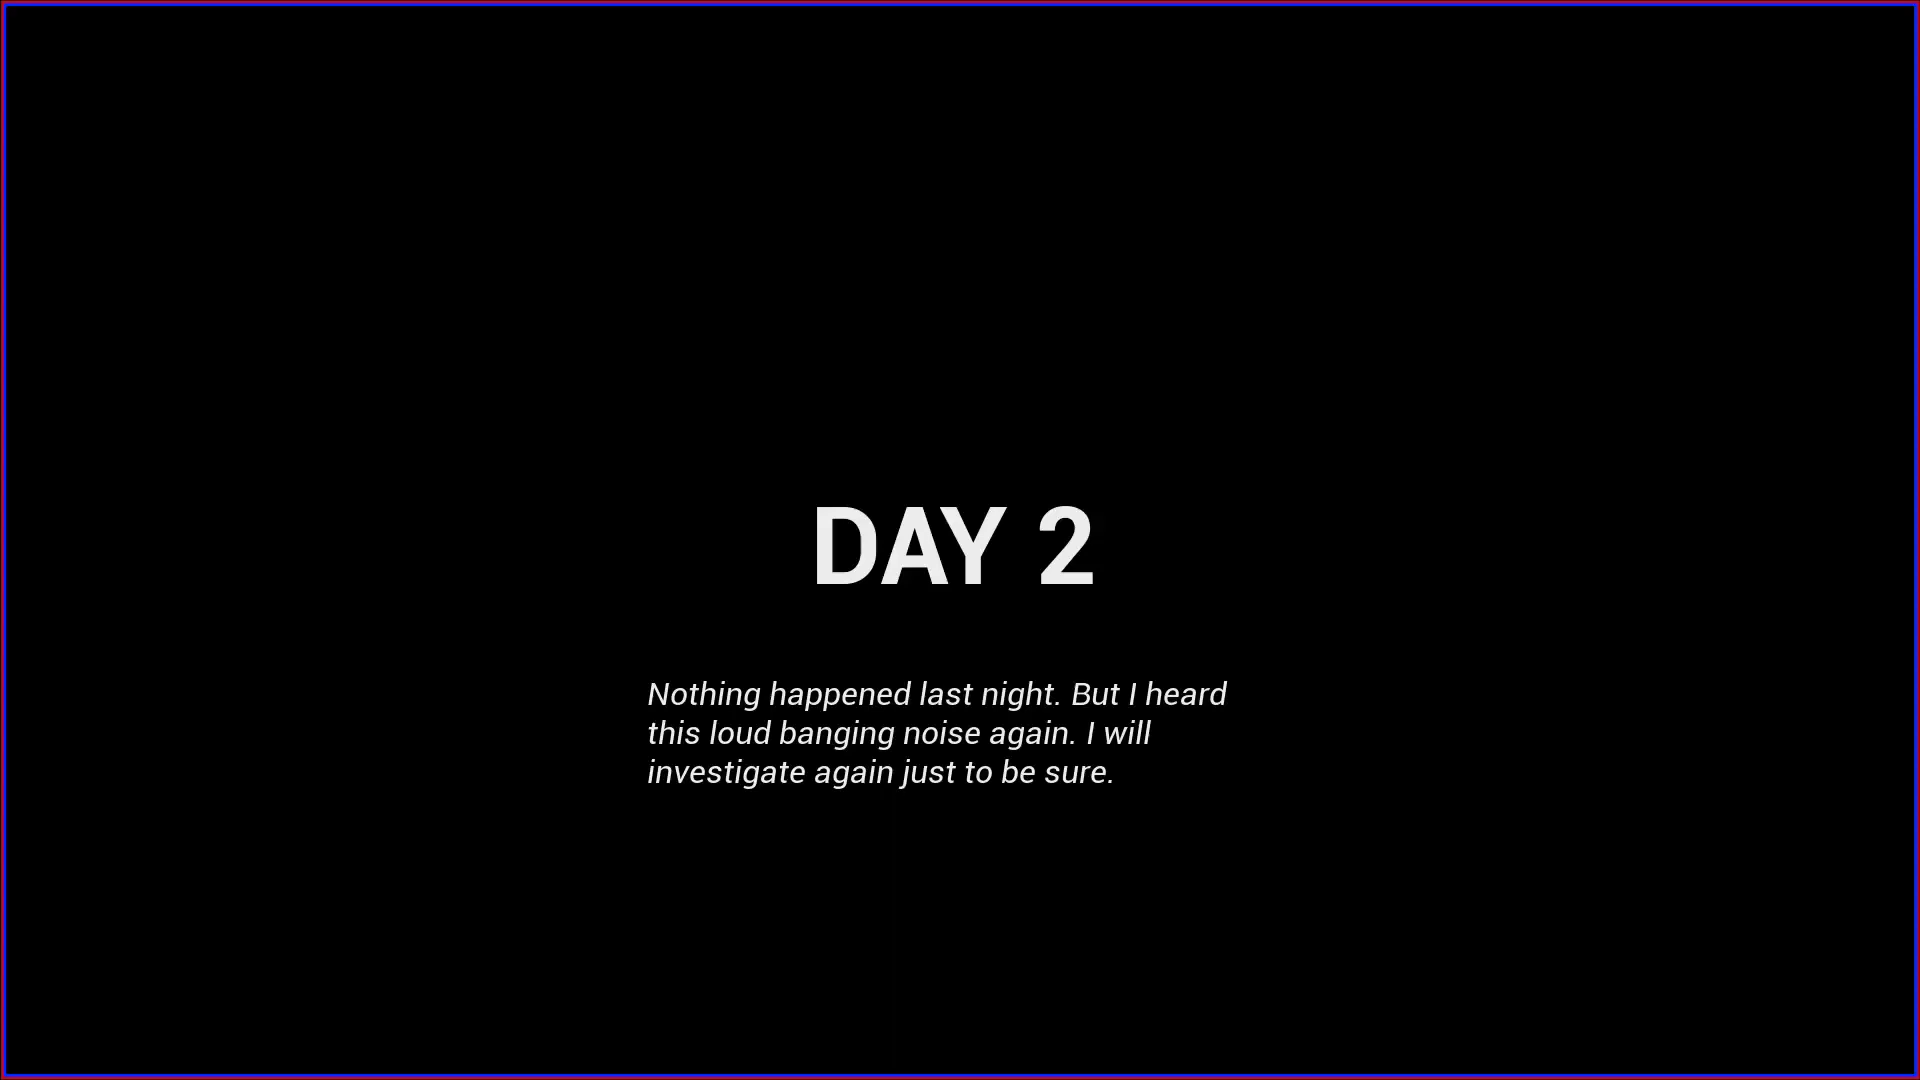 DAY 2
Nothing happened last night. But I heard
this loud banging noise again. I will
investigate again just to be sure.